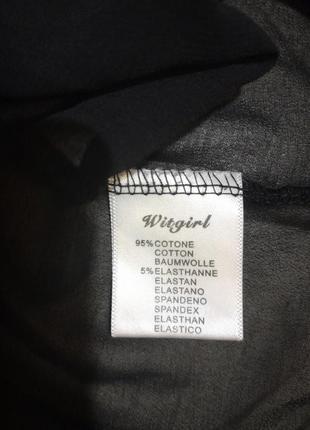 Witgirl
95% COTONE
COTTON
BAUMWOLLE
5% ELASTHANNE
ELASTAN
ELASTANO
SPANDENO
SPANDEX
ELASTHAN
ELASTICO